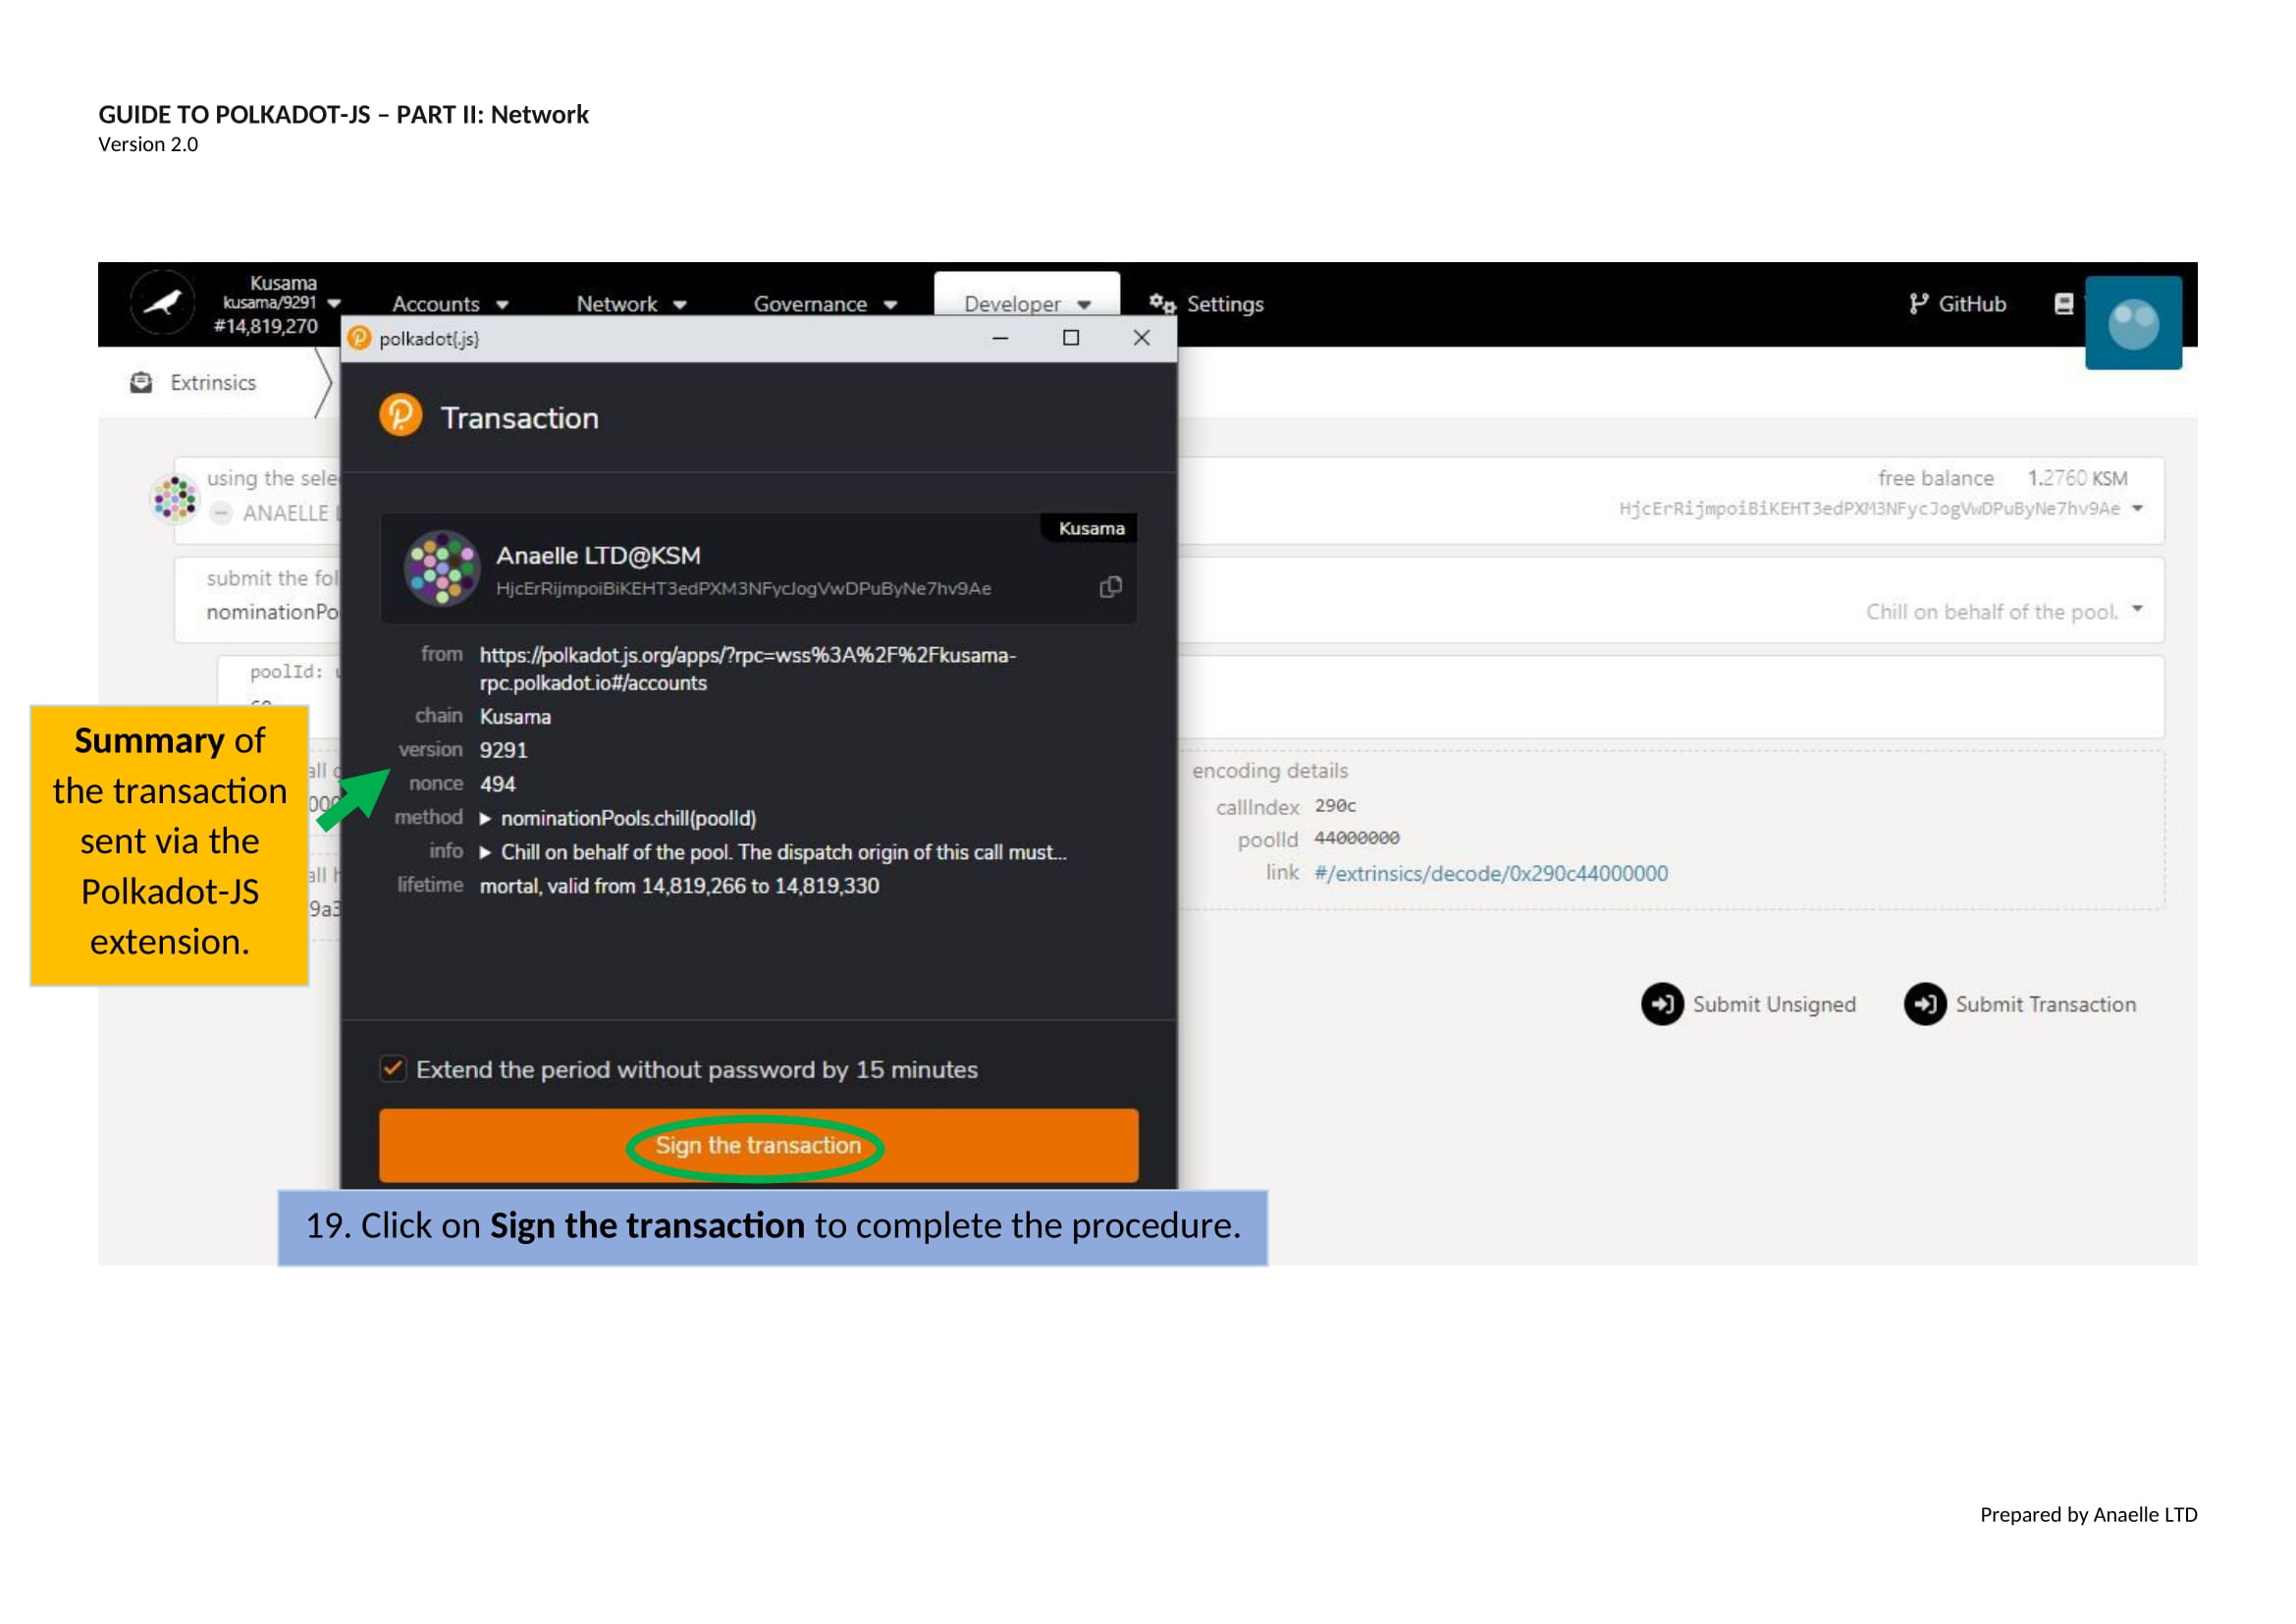 GUIDE TO POLKADOT-JS – PART II: Network
Version 2.0
Kusama
kusama/9291
#14,819,270
Accounts
Network
Governance
Developer
Settings
GitHub
polkadot{.js}
Extrinsics
Transaction
using the sele
ANAELLE
free balance 1.2760 KSM
HjcErRijmpoiBiKEHT3edPXM3NFycJogVwDPuByNe7hv9Ae
Kusama
Anaelle LTD@KSM
HjcErRijmpoiBiKEHT3edPXM3NFycJogVwDPuByNe7hv9Ae
submit the fol
nominationPo
Chill on behalf of the pool.
from https://polkadot.js.org/apps/?rpc=wss%3A%2F%2Fkusama-
rpc.polkadot.io#/accounts
poolId:
chain Kusama
version 9291
nonce 494
method nominationPools.chill(poolId)
info Chill on behalf of the pool. The dispatch origin of this call must...
lifetime mortal, valid from 14,819,266 to 14,819,330
Summary of
the transaction
sent via the
Polkadot-JS
extension.
encoding details
callIndex 290c
poolId 44000000
link #/extrinsics/decode/0x290c44000000
Submit Unsigned
Submit Transaction
Extend the period without password by 15 minutes
Sign the transaction
19. Click on Sign the transaction to complete the procedure.
Prepared by Anaelle LTD